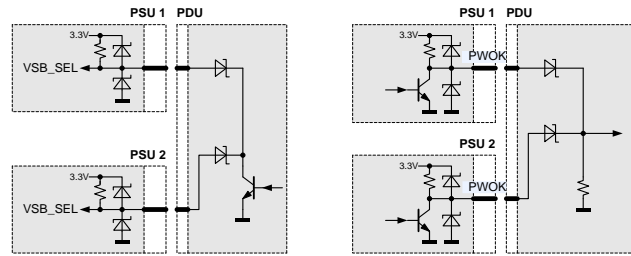 PSU 1 PDU
3.3V
VSB_SEL
PSU 2
3.3V
VSB_SEL
PSU 1 PDU
3.3V
PWOK
PSU 2
3.3V
PWOK